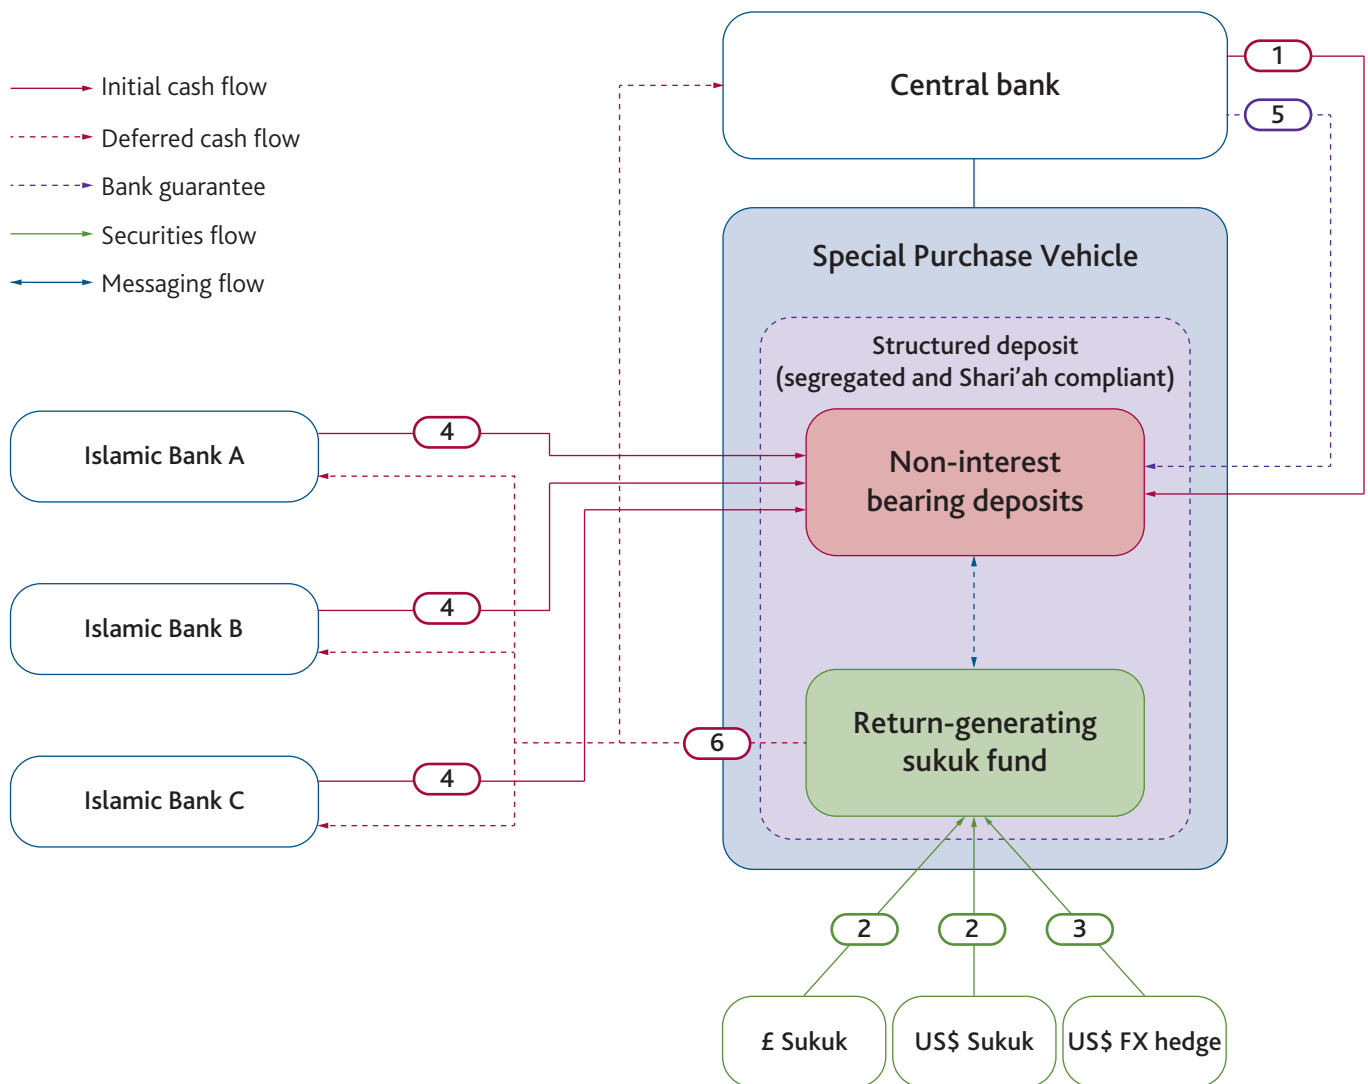 Central bank
1
5
Initial cash flow
Deferred cash flow
Bank guarantee
Securities flow
Messaging flow
Special Purchase Vehicle
Structured deposit
(segregated and Shari’ah compliant)
Islamic Bank A
4
Non-interest
bearing deposits
Islamic Bank B
4
Return-generating
sukuk fund
6
Islamic Bank C
4
2
2
3
£ Sukuk
US$ Sukuk
US$ FX hedge